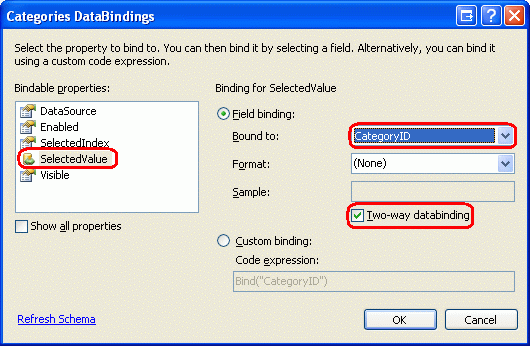 Categories DataBindings
Select the property to bind to. You can then bind it by selecting a field. Alternatively, you can bind it
using a custom code expression.
Bindable properties:
DataSource
Enabled
SelectedIndex
SelectedValue
Visible
Show all properties
Binding for SelectedValue
Field binding:
Bound to: CategoryID
Format: (None)
Sample:
Two-way databinding
Custom binding:
Code expression:
Bind("CategoryID")
Refresh Schema
OK Cancel